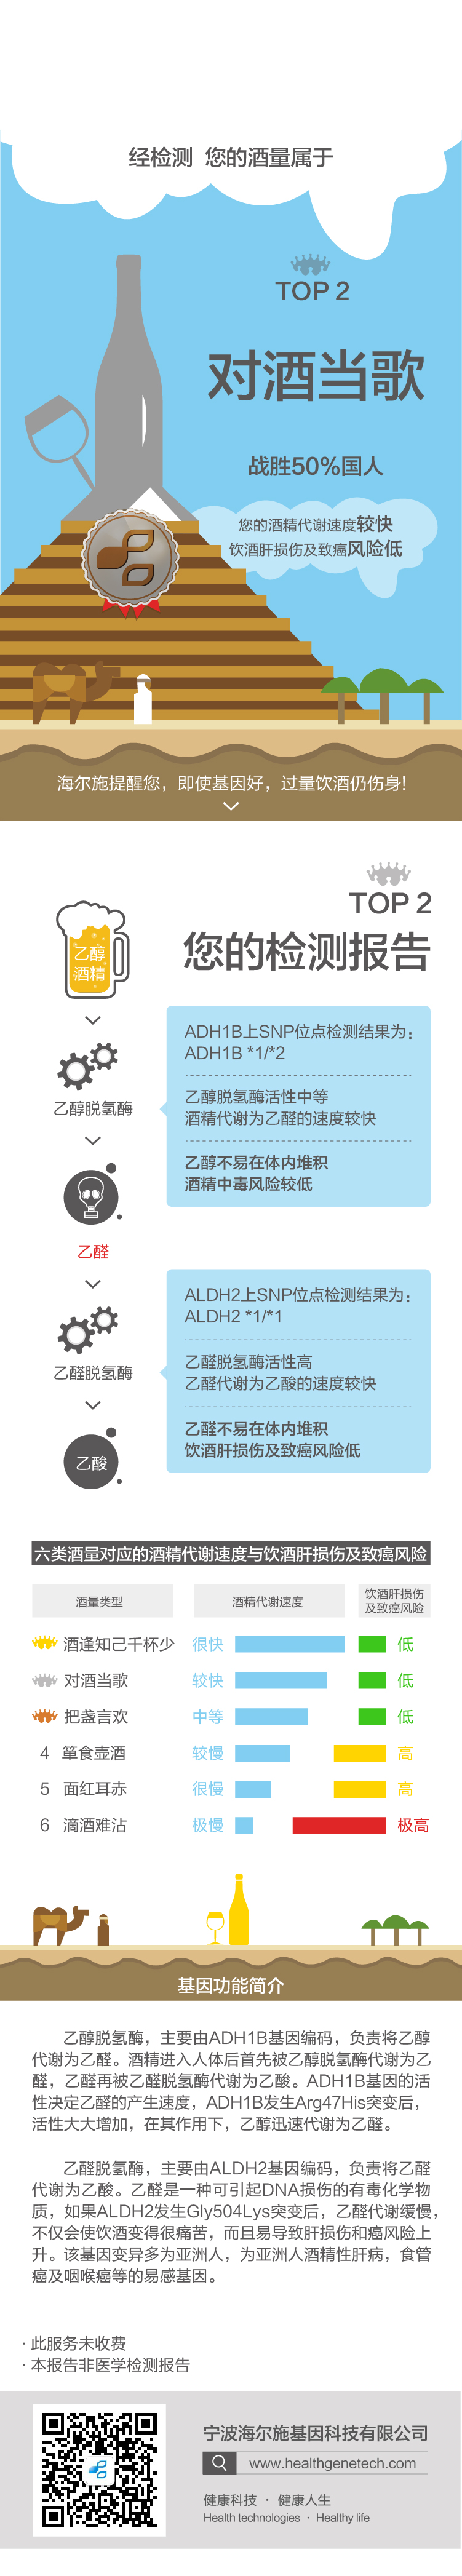 经检测 您的酒量属于
TOP 2
对酒当歌
战胜50%国人
您的酒精代谢速度较快
饮酒肝损伤及致癌风险低
海尔施提醒您，即使基因好，过量饮酒仍伤身!
TOP 2
您的检测报告
乙醇
酒精
乙醇脱氢酶
ADH1B上SNP位点检测结果为：
ADH1B *1/*2
乙醇脱氢酶活性中等
酒精代谢为乙醛的速度较快
乙醇不易在体内堆积
酒精中毒风险较低
乙醛
乙醛脱氢酶
ALDH2上SNP位点检测结果为：
ALDH2 *1/*1
乙醛脱氢酶活性高
乙醛代谢为乙酸的速度较快
乙醛不易在体内堆积
饮酒肝损伤及致癌风险低
乙酸
六类酒量对应的酒精代谢速度与饮酒肝损伤及致癌风险
酒量类型 酒精代谢速度 饮酒肝损伤
及致癌风险
酒逢知己千杯少 很快 低
对酒当歌 较快 低
把盏言欢 中等 低
4 箪食壶酒 较慢 高
5 面红耳赤 很慢 高
6 滴酒难沾 极慢 极高
基因功能简介
乙醇脱氢酶，主要由ADH1B基因编码，负责将乙醇
代谢为乙醛。酒精进入人体后首先被乙醇脱氢酶代谢为乙
醛，乙醛再被乙醛脱氢酶代谢为乙酸。ADH1B基因的活
性决定乙醛的产生速度，ADH1B发生Arg47His突变后，
活性大大增加，在其作用下，乙醇迅速代谢为乙醛。
乙醛脱氢酶，主要由ALDH2基因编码，负责将乙醛
代谢为乙酸。乙醛是一种可引起DNA损伤的有毒化学物
质，如果ALDH2发生Gly504Lys突变后，乙醛代谢缓慢，
不仅会使饮酒变得很痛苦，而且易导致肝损伤和癌风险上
升。该基因变异多为亚洲人，为亚洲人酒精性肝病，食管
癌及咽喉癌等的易感基因。
· 此服务未收费
· 本报告非医学检测报告
宁波海尔施基因科技有限公司
www.healthgenetech.com
健康科技 · 健康人生
Health technologies · Healthy life